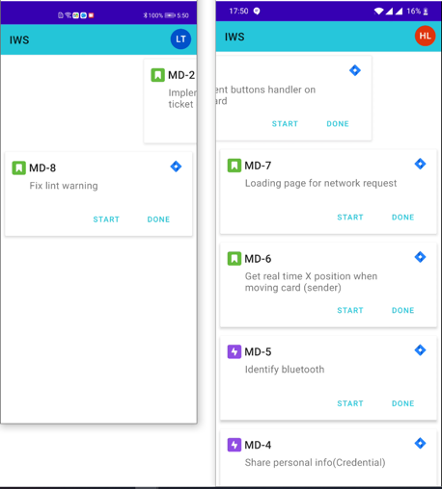 100% 5:50
IWS
LT
MD-2
Impler
ticket
MD-8
Fix lint warning
START DONE
17:50 16%
IWS
HL
ent buttons handler on
ard
START DONE
MD-7
Loading page for network request
START DONE
MD-6
Get real time X position when
moving card (sender)
START DONE
MD-5
Identify bluetooth
START DONE
MD-4
Share personal info(Credential)